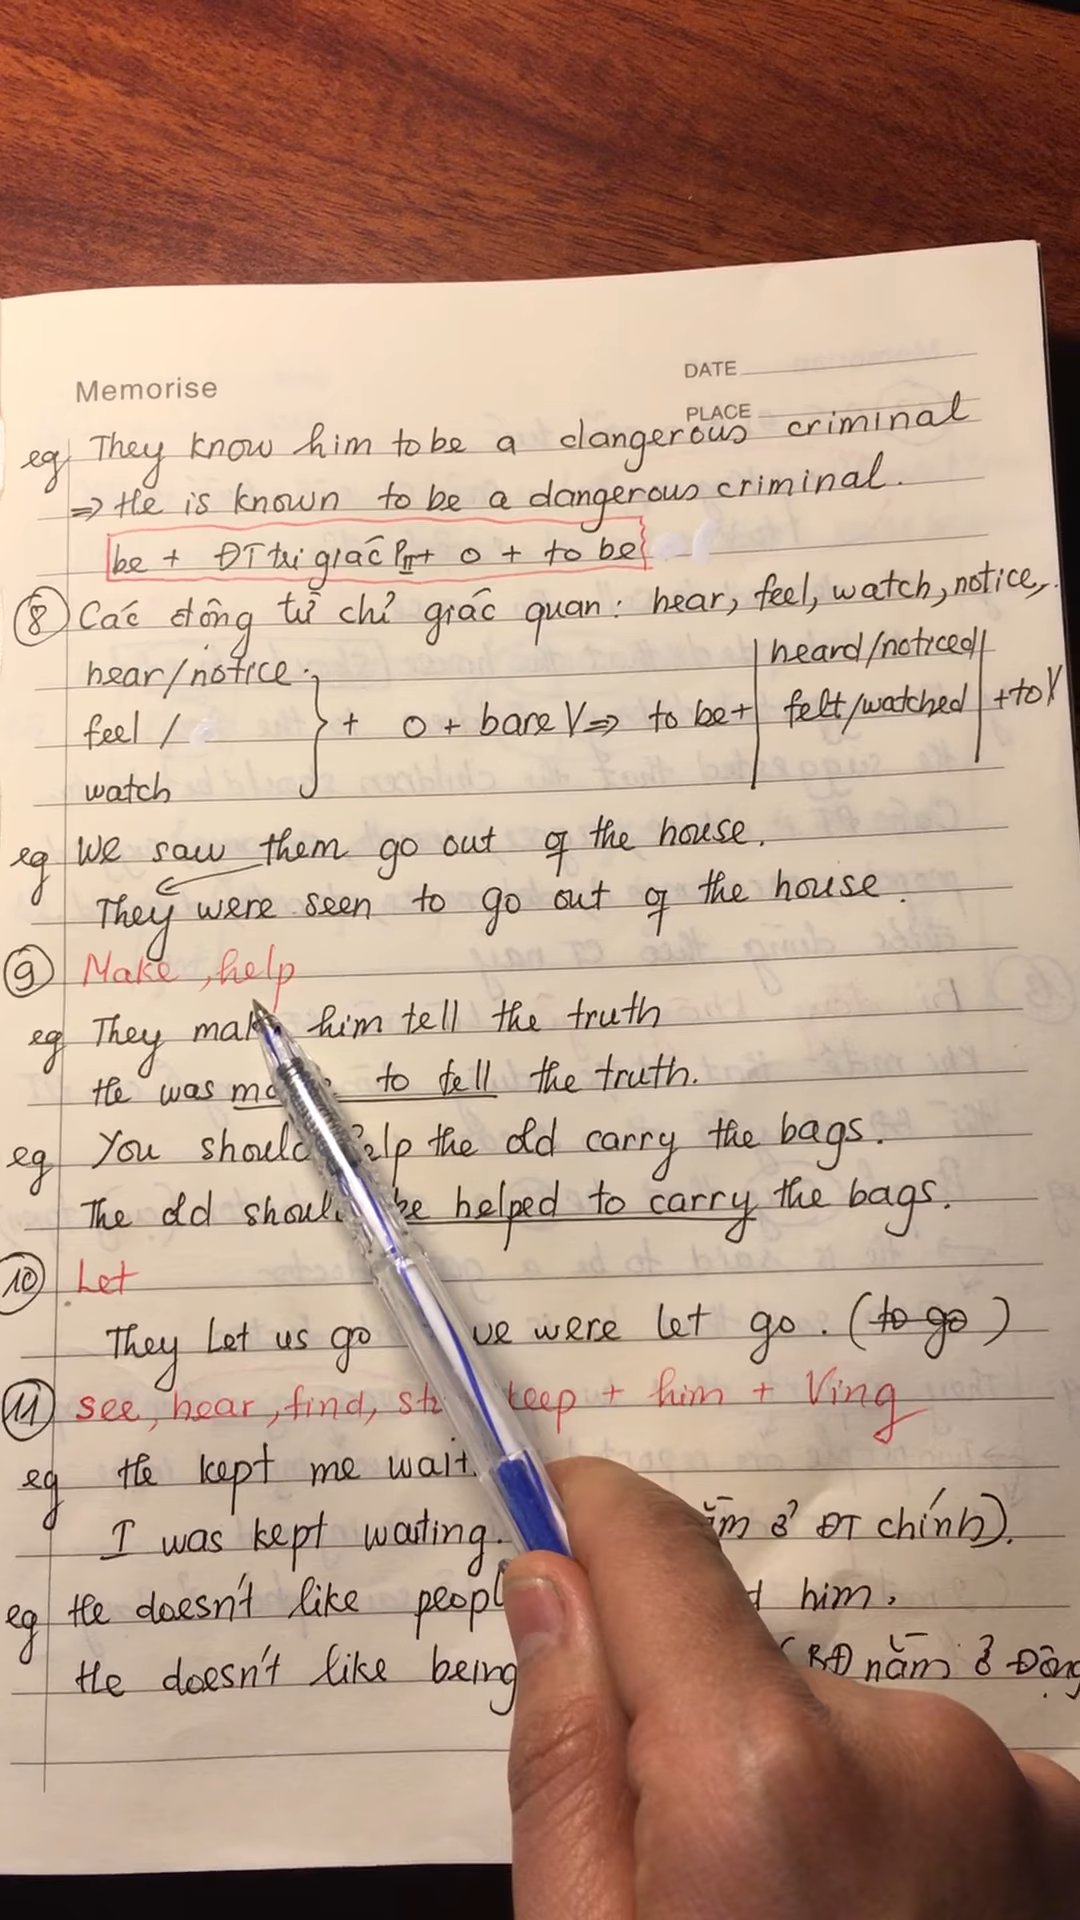 Memorise
DATE
PLACE
eg They know him to be a dangerous criminal
⇒ He is known to be a dangerous criminal.
be + ĐT tri giác PII + O + to be
⑧ Các động từ chỉ giác quan: hear, feel, watch, notice,..
hear/notice
feel /
watch
} + O + bare V ⇒ to be + | heard/noticed felt/watched | + to V
eg We saw them go out of the house.
They were seen to go out of the house.
⑨ Make, help
eg They make him tell the truth
He was to tell the truth.
eg You should help the old carry the bags.
The old should be helped to carry the bags.
⑩ Let
They Let us go we were let go. (to go)
⑪ see, hear, find, keep + him + Ving
eg He kept me wait
I was kept waiting. ĐT chính).
eg He doesn't like him.
He doesn't like being (BĐ nằm ở Động